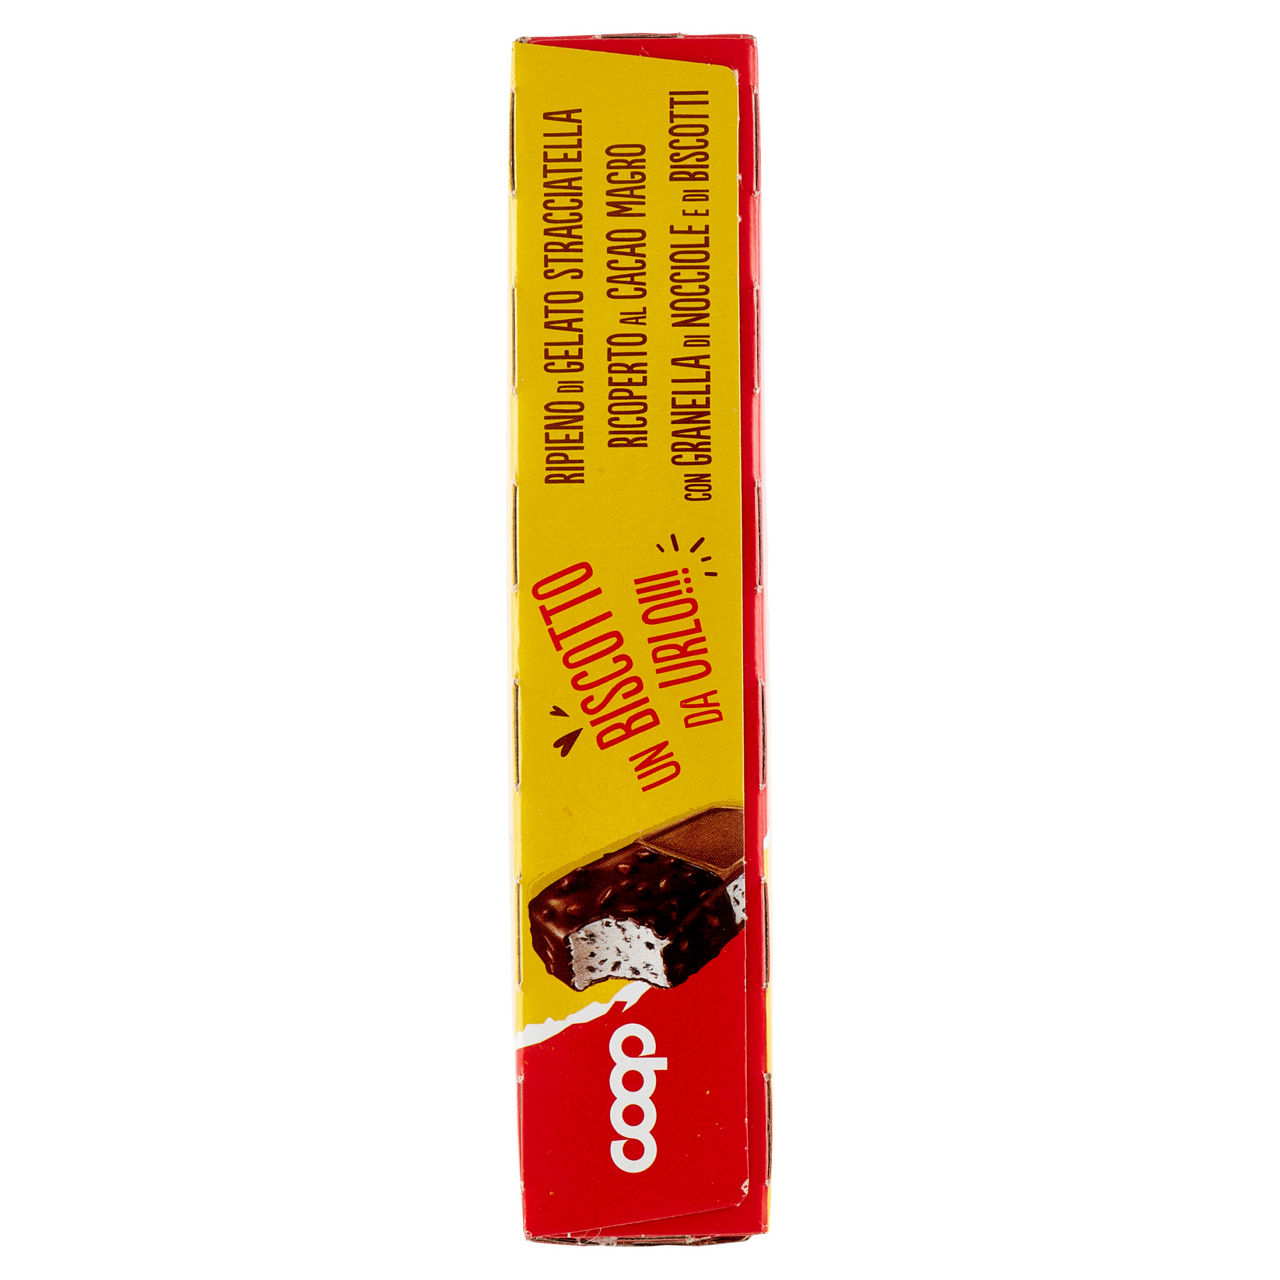 coop
UN BISCOTTO
DA URLO!!!
RIPIENO DI GELATO STRACCIATELLA
RICOPERTO AL CACAO MAGRO
CON GRANELLA DI NOCCIOLE E DI BISCOTTI